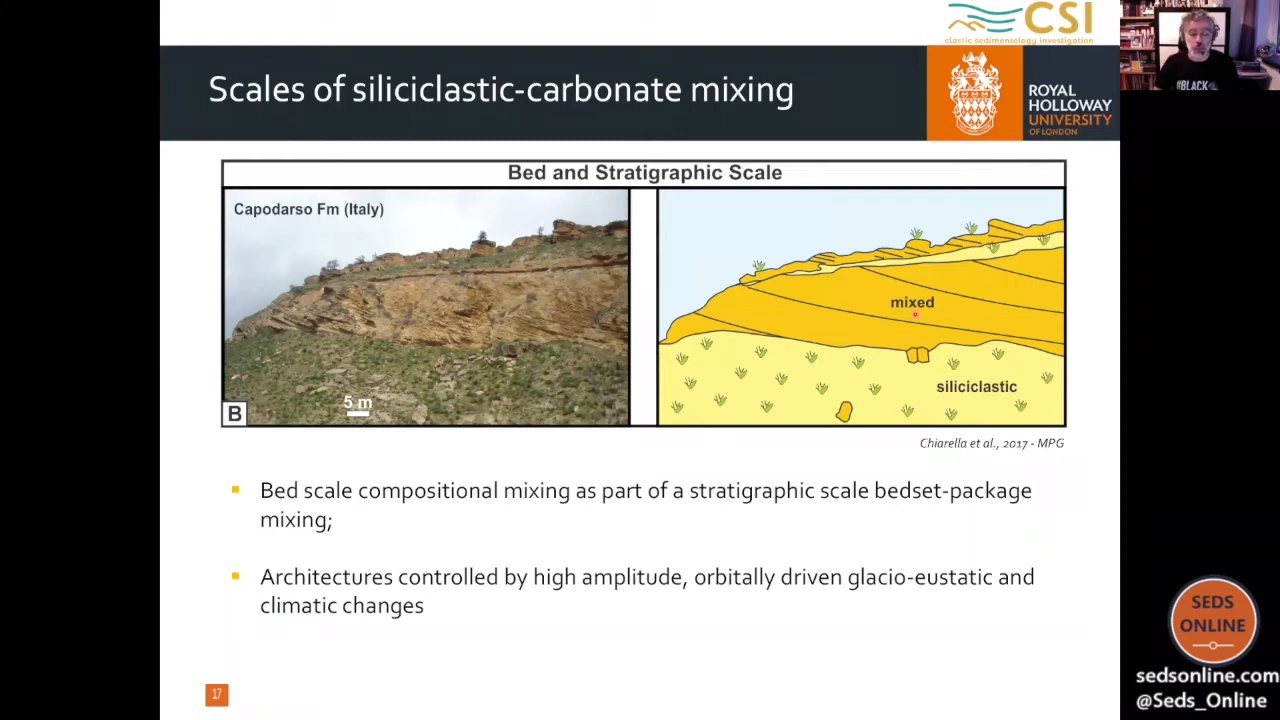 CSI
clastic sedimentology investigation
Scales of siliciclastic-carbonate mixing
ROYAL
HOLLOWAY
UNIVERSITY
OF LONDON
#BLACK
Bed and Stratigraphic Scale
Capodarso Fm (Italy)
5 m
B
mixed
siliciclastic
Chiarella et al., 2017 - MPG
Bed scale compositional mixing as part of a stratigraphic scale bedset-package
mixing;
Architectures controlled by high amplitude, orbitally driven glacio-eustatic and
climatic changes
17
SEDS
ONLINE
sedsonline.com
@Seds_Online